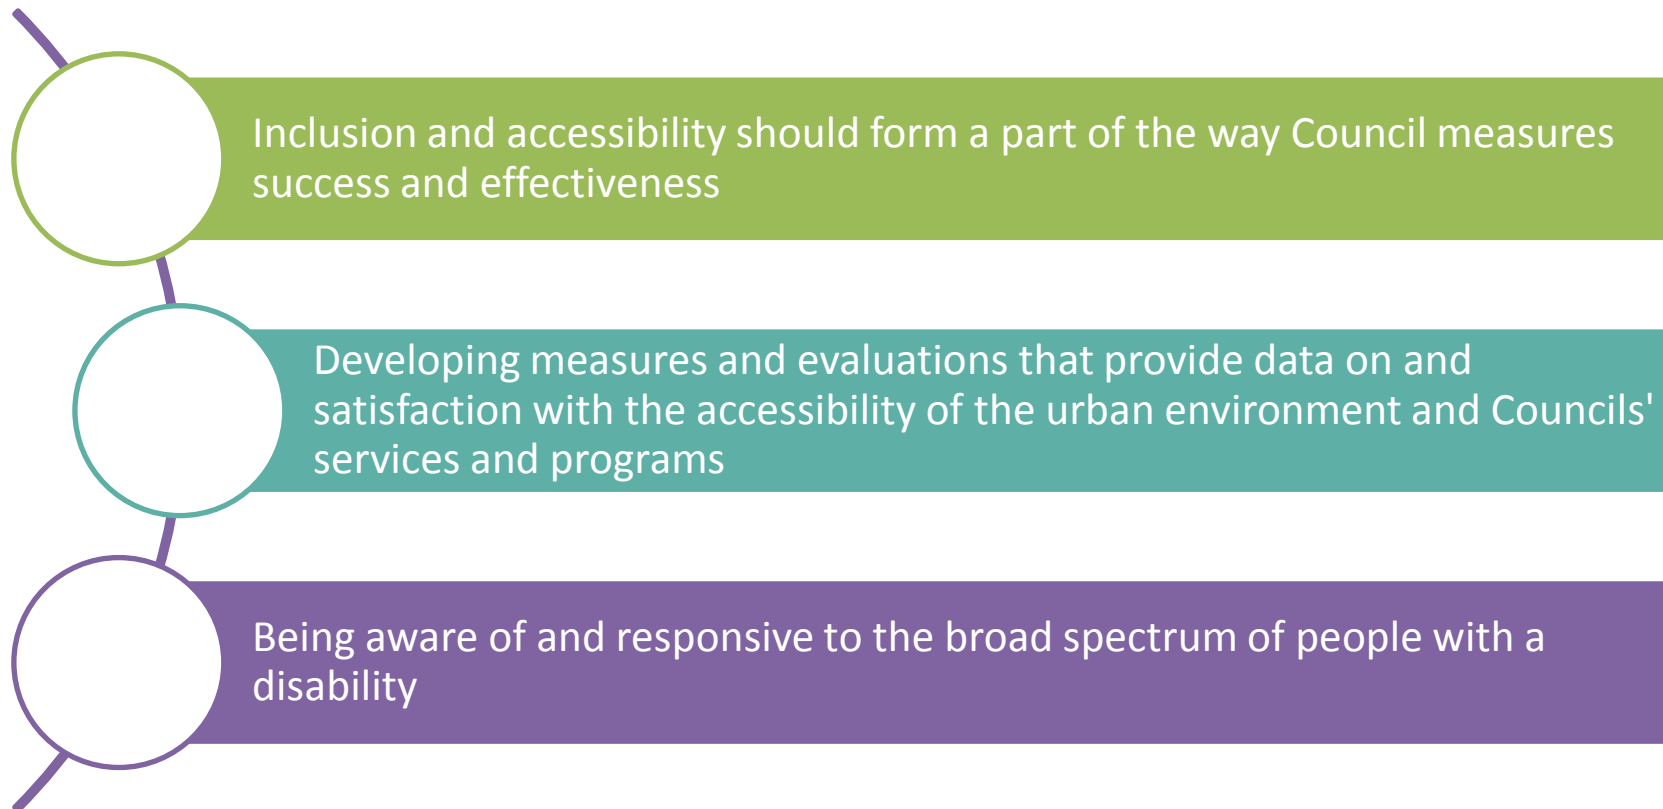 Inclusion and accessibility should form a part of the way Council measures
success and effectiveness
Developing measures and evaluations that provide data on and
satisfaction with the accessibility of the urban environment and Councils'
services and programs
Being aware of and responsive to the broad spectrum of people with a
disability